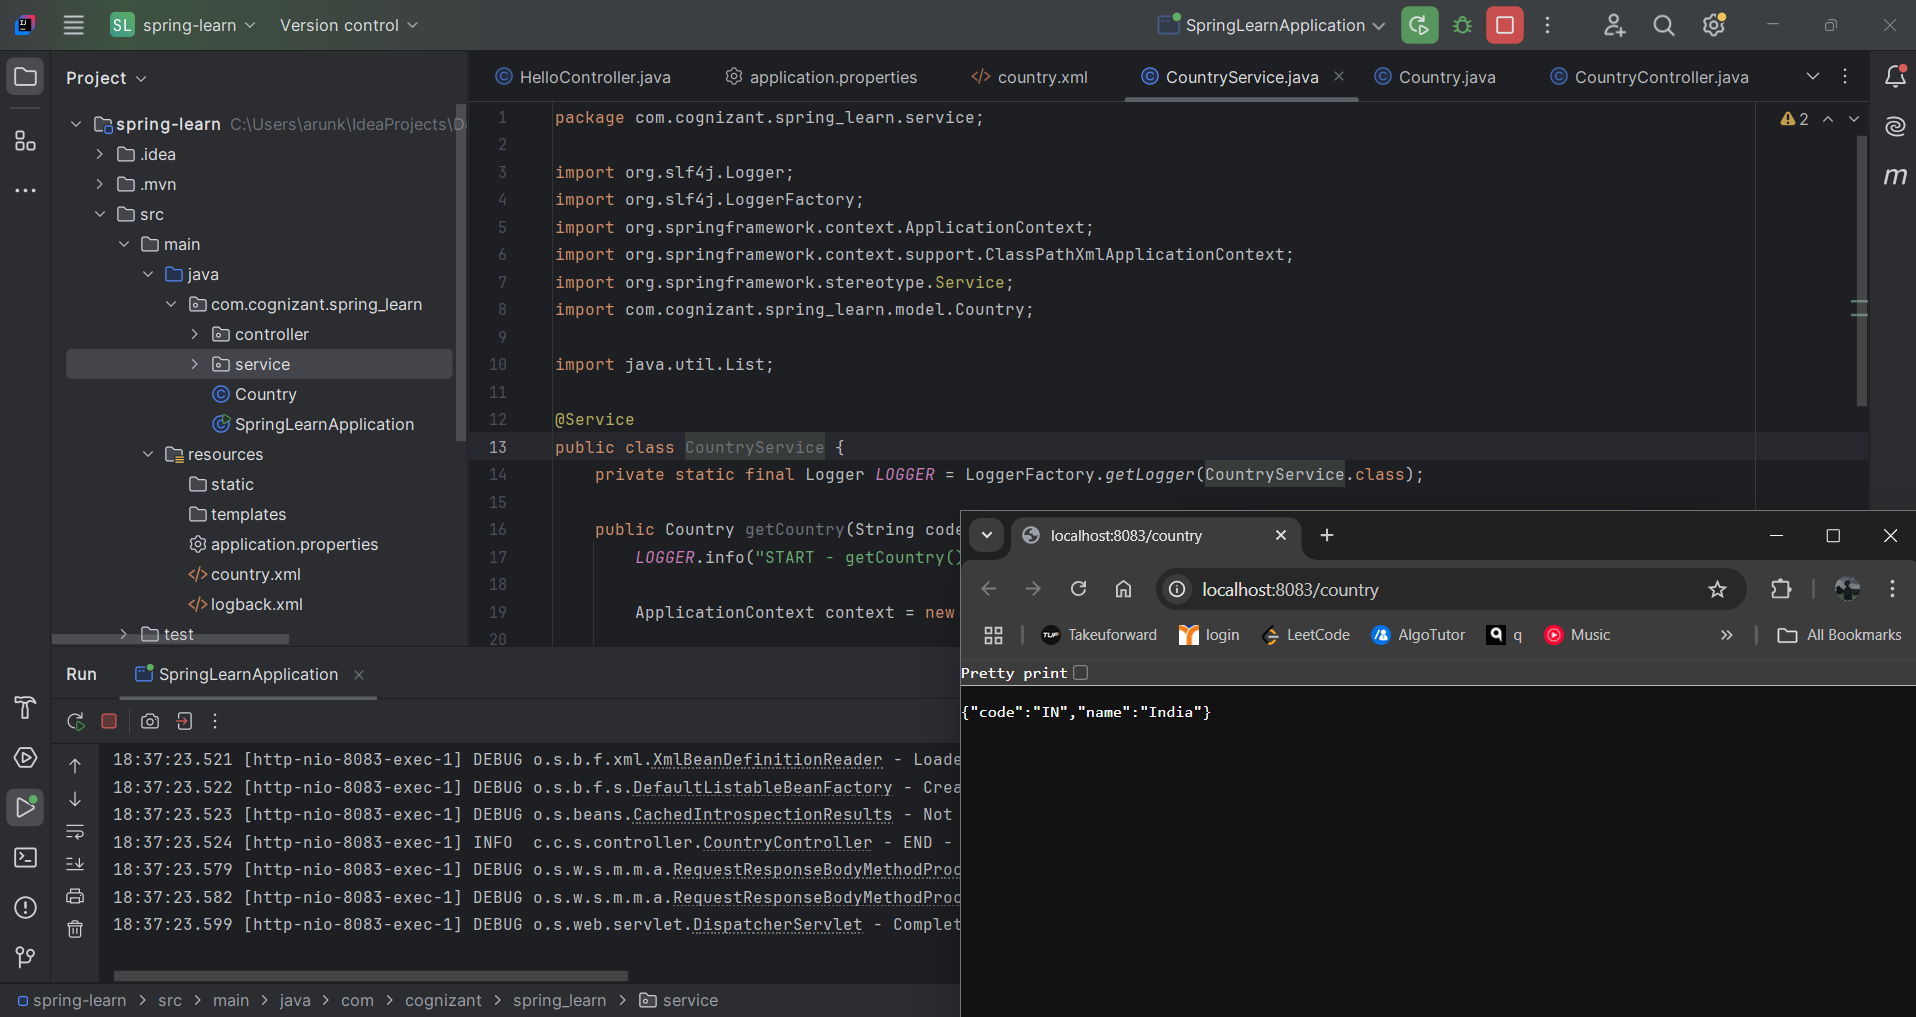 SL spring-learn Version control SpringLearnApplication
Project
HelloController.java application.properties country.xml CountryService.java Country.java CountryController.java
spring-learn C:\Users\arunk\IdeaProjects\D
.idea
.mvn
src
main
java
com.cognizant.spring_learn
controller
service
Country
SpringLearnApplication
resources
static
templates
application.properties
country.xml
logback.xml
test
2
1 package com.cognizant.spring_learn.service;
2
3 import org.slf4j.Logger;
4 import org.slf4j.LoggerFactory;
5 import org.springframework.context.ApplicationContext;
6 import org.springframework.context.support.ClassPathXmlApplicationContext;
7 import org.springframework.stereotype.Service;
8 import com.cognizant.spring_learn.model.Country;
9
10 import java.util.List;
11
12 @Service
13 public class CountryService {
14 private static final Logger LOGGER = LoggerFactory.getLogger(CountryService.class);
15
16 public Country getCountry(String code
17 LOGGER.info("START - getCountry()
18
19 ApplicationContext context = new
20
Run SpringLearnApplication
18:37:23.521 [http-nio-8083-exec-1] DEBUG o.s.b.f.xml.XmlBeanDefinitionReader - Loade
18:37:23.522 [http-nio-8083-exec-1] DEBUG o.s.b.f.s.DefaultListableBeanFactory - Crea
18:37:23.523 [http-nio-8083-exec-1] DEBUG o.s.beans.CachedIntrospectionResults - Not
18:37:23.524 [http-nio-8083-exec-1] INFO c.c.s.controller.CountryController - END -
18:37:23.579 [http-nio-8083-exec-1] DEBUG o.s.w.s.m.m.a.RequestResponseBodyMethodProc
18:37:23.582 [http-nio-8083-exec-1] DEBUG o.s.w.s.m.m.a.RequestResponseBodyMethodProc
18:37:23.599 [http-nio-8083-exec-1] DEBUG o.s.web.servlet.DispatcherServlet - Complet
spring-learn > src > main > java > com > cognizant > spring_learn > service
localhost:8083/country
localhost:8083/country
TUF Takeuforward login LeetCode AlgoTutor q Music » All Bookmarks
Pretty print
{"code":"IN","name":"India"}
m